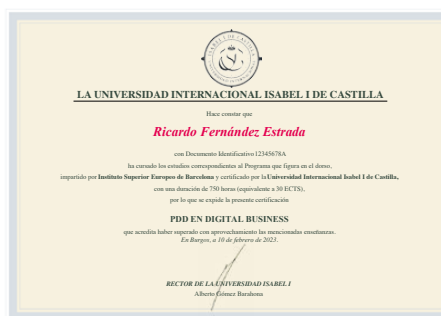 ISABEL I DE CASTILLA
LA UNIVERSIDAD INTERNACIONAL ISABEL I DE CASTILLA
Hace constar que
Ricardo Fernández Estrada
con Documento Identificativo12345678A
ha cursado los estudios correspondientes al Programa que figura en el dorso,
impartido por Instituto Superior Europeo de Barcelona y certificado por la Universidad Internacional Isabel I de Castilla,
con una duración de 750 horas (equivalente a 30 ECTS),
por lo que se expide la presente certificación
PDD EN DIGITAL BUSINESS
que acredita haber superado con aprovechamiento las mencionadas enseñanzas.
En Burgos, a 10 de febrero de 2023.
RECTOR DE LA UNIVERSIDAD ISABEL I
Alberto Gómez Barahona